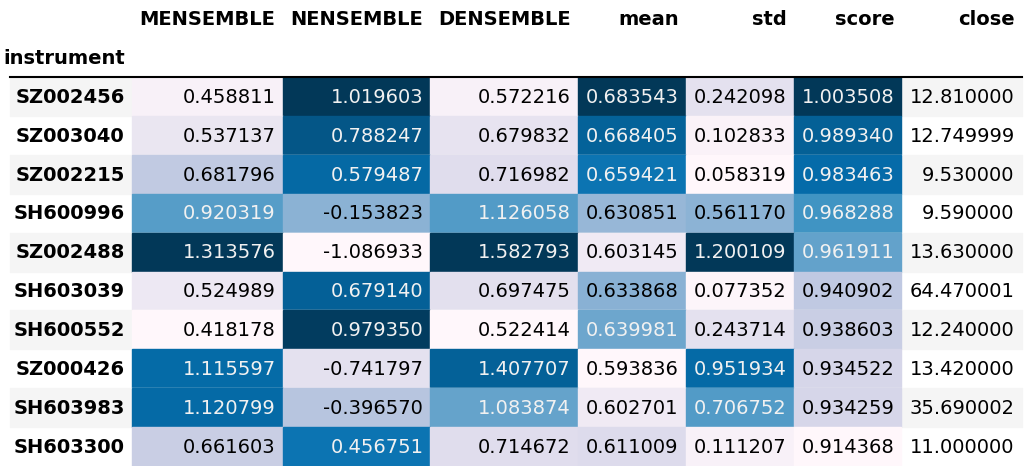 MENSEMBLE NENSEMBLE DENSEMBLE mean std score close
instrument
SZ002456 0.458811 1.019603 0.572216 0.683543 0.242098 1.003508 12.810000
SZ003040 0.537137 0.788247 0.679832 0.668405 0.102833 0.989340 12.749999
SZ002215 0.681796 0.579487 0.716982 0.659421 0.058319 0.983463 9.530000
SH600996 0.920319 -0.153823 1.126058 0.630851 0.561170 0.968288 9.590000
SZ002488 1.313576 -1.086933 1.582793 0.603145 1.200109 0.961911 13.630000
SH603039 0.524989 0.679140 0.697475 0.633868 0.077352 0.940902 64.470001
SH600552 0.418178 0.979350 0.522414 0.639981 0.243714 0.938603 12.240000
SZ000426 1.115597 -0.741797 1.407707 0.593836 0.951934 0.934522 13.420000
SH603983 1.120799 -0.396570 1.083874 0.602701 0.706752 0.934259 35.690002
SH603300 0.661603 0.456751 0.714672 0.611009 0.111207 0.914368 11.000000